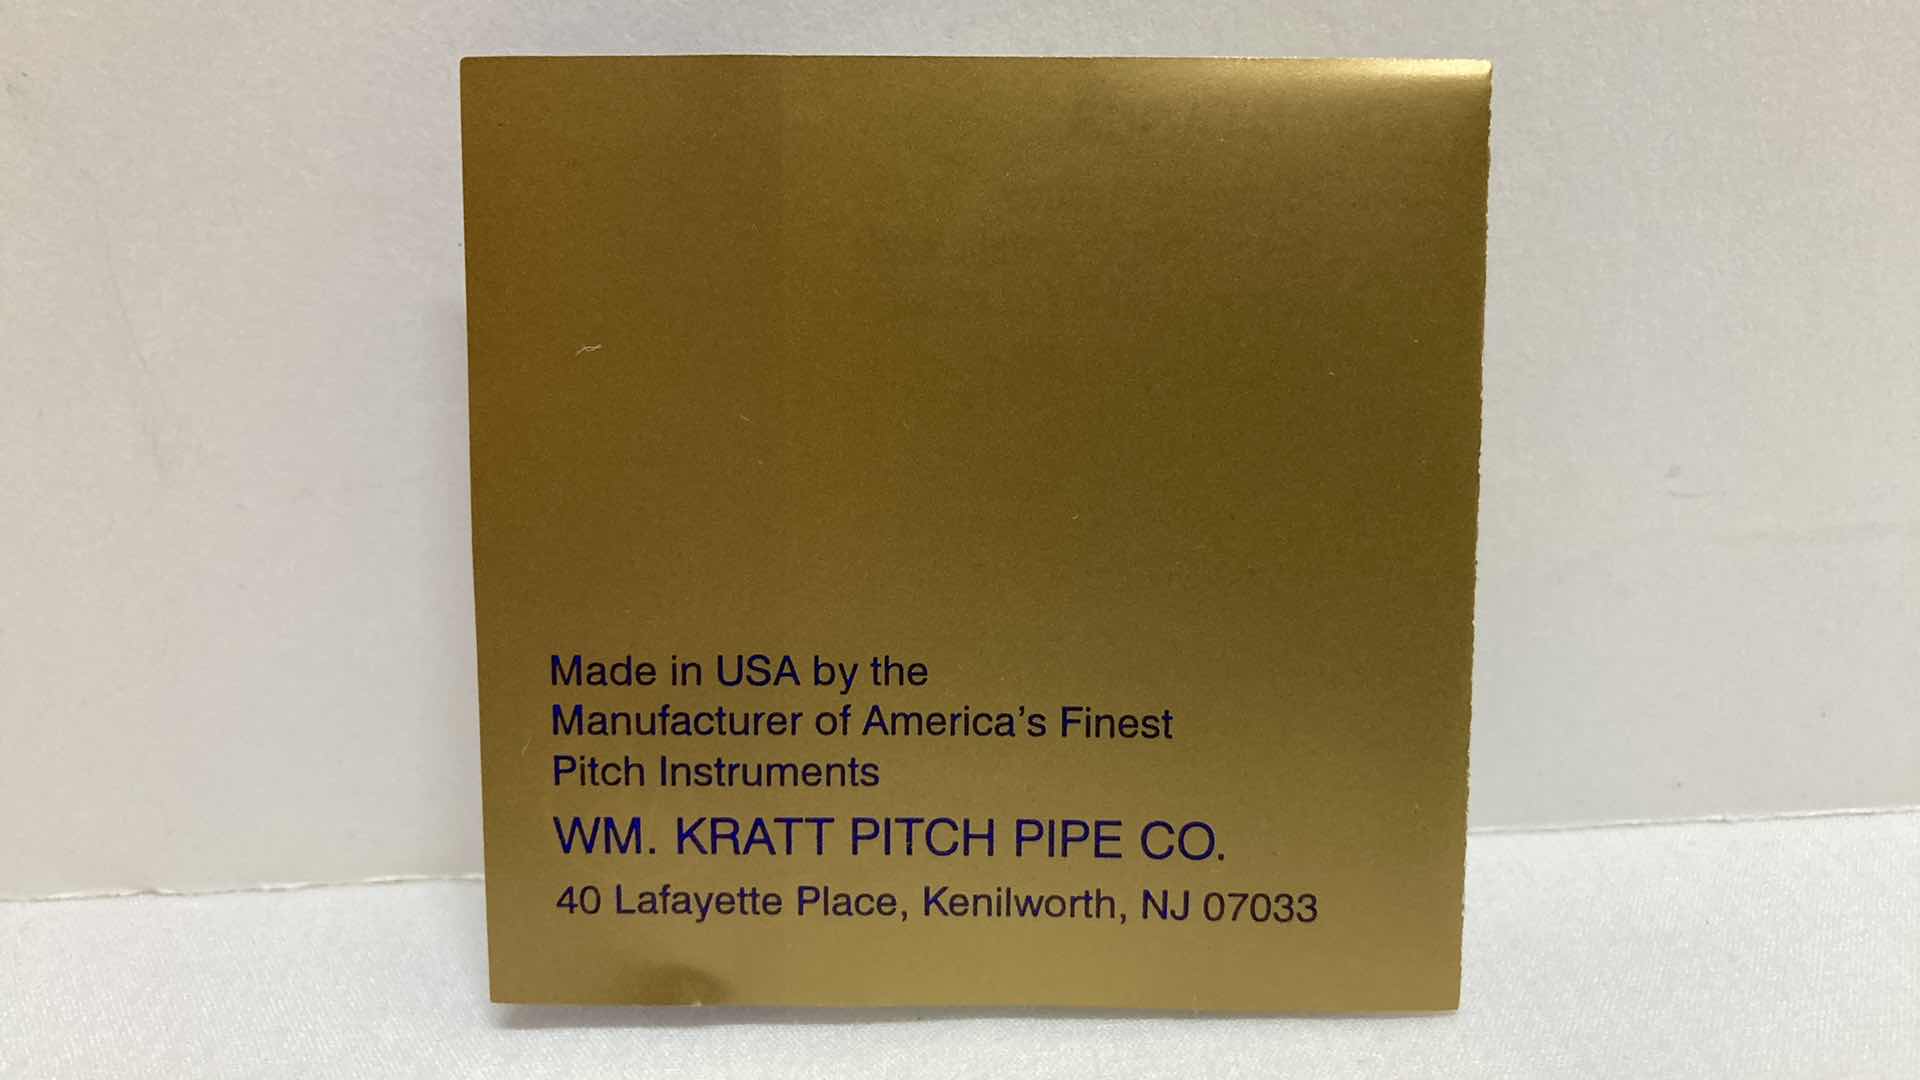 Made in USA by the
Manufacturer of America’s Finest
Pitch Instruments
WM. KRATT PITCH PIPE CO.
40 Lafayette Place, Kenilworth, NJ 07033